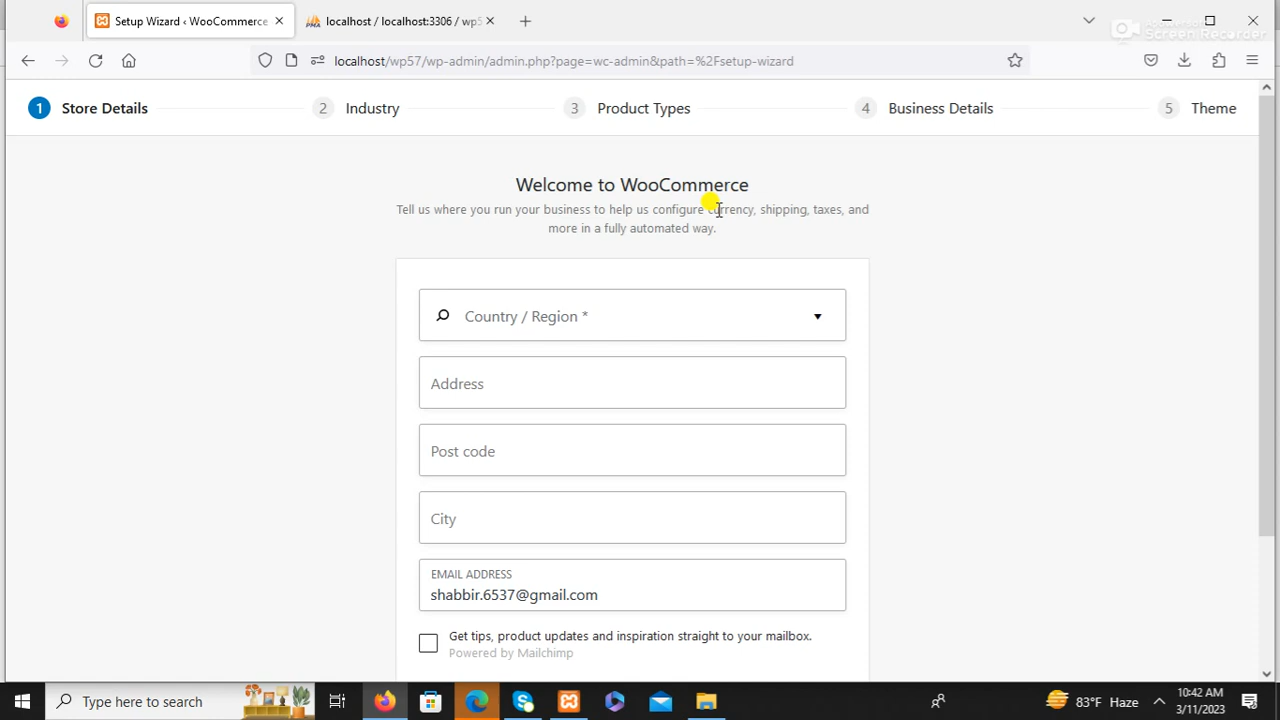 Setup Wizard ‹ WooCommerce
localhost / localhost:3306 / wp5
Screen Recorder
localhost/wp57/wp-admin/admin.php?page=wc-admin&path=%2Fsetup-wizard
1 Store Details
2 Industry
3 Product Types
4 Business Details
5 Theme
Welcome to WooCommerce
Tell us where you run your business to help us configure currency, shipping, taxes, and
more in a fully automated way.
Country / Region *
Address
Post code
City
EMAIL ADDRESS
shabbir.6537@gmail.com
Get tips, product updates and inspiration straight to your mailbox.
Powered by Mailchimp
Type here to search
83°F Haze
10:42 AM
3/11/2023